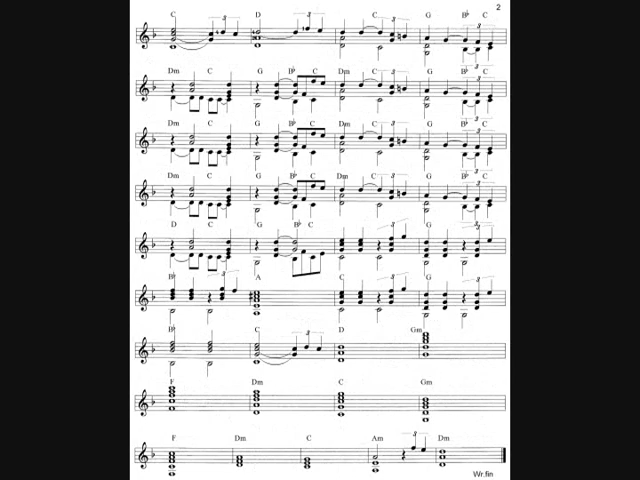 2
C D C G B♭ C
Dm C G B♭ C Dm C G B♭ C
Dm C G B♭ C Dm C G B♭ C
Dm C G B♭ C Dm C G B♭ C
D C G B♭ C C G
B♭ A C G
B♭ C D Gm
F Dm C Gm
F Dm C Am Dm
Wr.fin